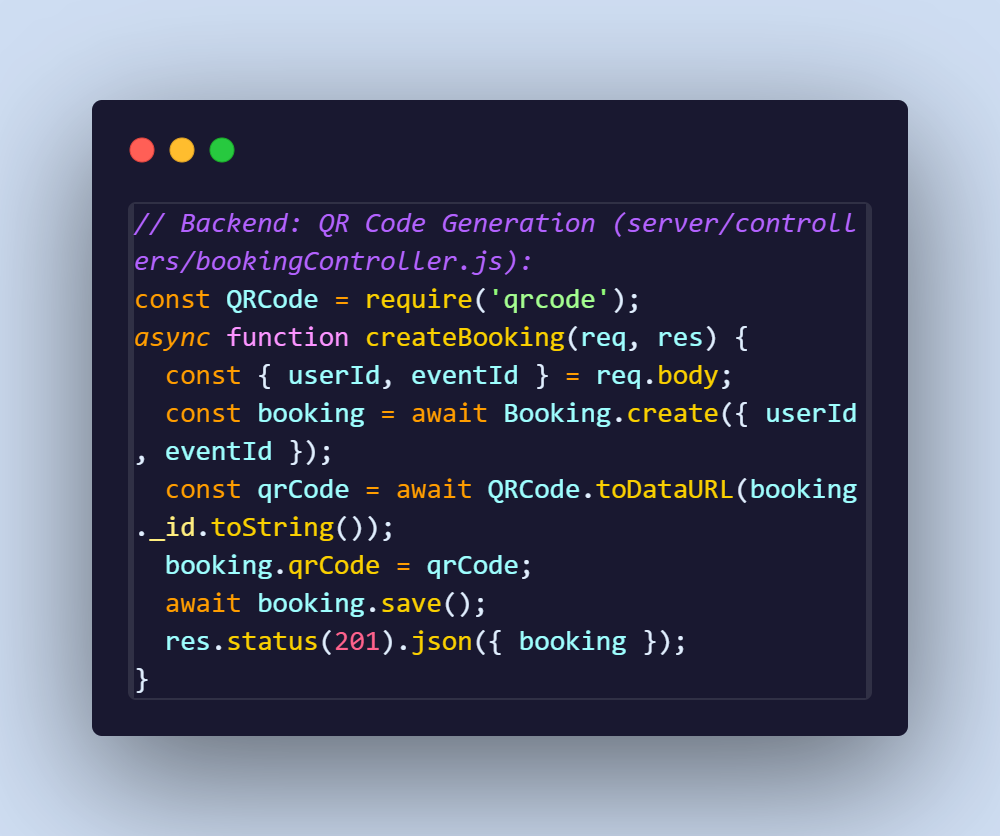 // Backend: QR Code Generation (server/controll
ers/bookingController.js):
const QRCode = require('qrcode');
async function createBooking(req, res) {
  const { userId, eventId } = req.body;
  const booking = await Booking.create({ userId
, eventId });
  const qrCode = await QRCode.toDataURL(booking
._id.toString());
  booking.qrCode = qrCode;
  await booking.save();
  res.status(201).json({ booking });
}